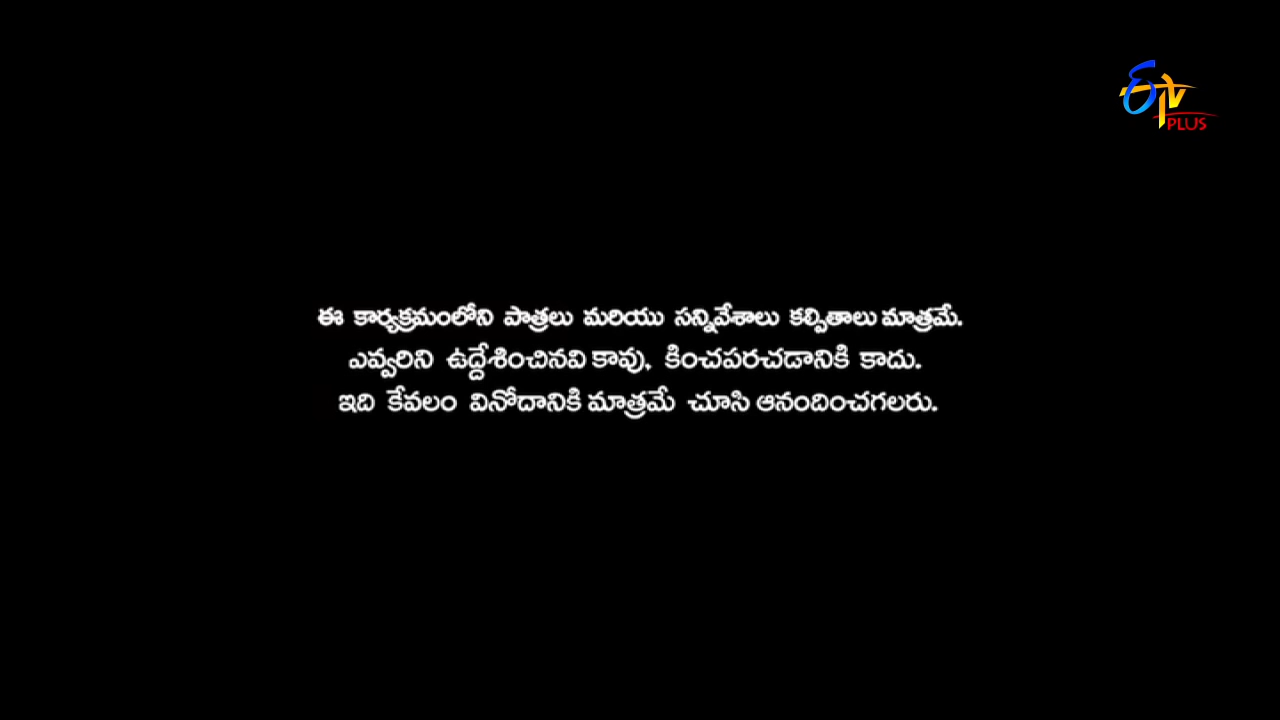 ETV
PLUS
ఈ కార్యక్రమంలోని పాత్రలు మరియు సన్నివేశాలు కల్పితాలు మాత్రమే.
ఎవ్వరిని ఉద్దేశించినవి కావు. కించపరచడానికి కాదు.
ఇది కేవలం వినోదానికి మాత్రమే చూసి ఆనందించగలరు.